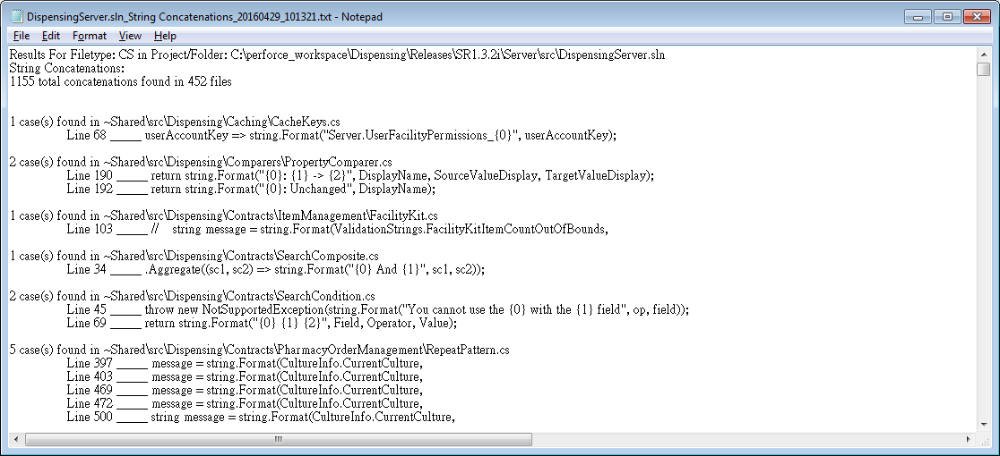 DispensingServer.sln_String Concatenations_20160429_101321.txt - Notepad
File Edit Format View Help
Results For Filetype: CS in Project/Folder: C:\perforce_workspace\Dispensing\Releases\SR1.3.2i\Server\src\DispensingServer.sln
String Concatenations:
1155 total concatenations found in 452 files
1 case(s) found in ~Shared\src\Dispensing\Caching\CacheKeys.cs
Line 68 _____ userAccountKey => string.Format("Server.UserFacilityPermissions_{0}", userAccountKey);
2 case(s) found in ~Shared\src\Dispensing\Comparers\PropertyComparer.cs
Line 190 _____ return string.Format("{0}: {1} -> {2}", DisplayName, SourceValueDisplay, TargetValueDisplay);
Line 192 _____ return string.Format("{0}: Unchanged", DisplayName);
1 case(s) found in ~Shared\src\Dispensing\Contracts\ItemManagement\FacilityKit.cs
Line 103 _____ //    string message = string.Format(ValidationStrings.FacilityKitItemCountOutOfBounds,
1 case(s) found in ~Shared\src\Dispensing\Contracts\SearchComposite.cs
Line 34 _____ .Aggregate((sc1, sc2) => string.Format("{0} And {1}", sc1, sc2));
2 case(s) found in ~Shared\src\Dispensing\Contracts\SearchCondition.cs
Line 45 _____ throw new NotSupportedException(string.Format("You cannot use the {0} with the {1} field", op, field));
Line 69 _____ return string.Format("{0} {1} {2}", Field, Operator, Value);
5 case(s) found in ~Shared\src\Dispensing\Contracts\PharmacyOrderManagement\RepeatPattern.cs
Line 397 _____ message = string.Format(CultureInfo.CurrentCulture,
Line 403 _____ message = string.Format(CultureInfo.CurrentCulture,
Line 469 _____ message = string.Format(CultureInfo.CurrentCulture,
Line 472 _____ message = string.Format(CultureInfo.CurrentCulture,
Line 500 _____ string message = string.Format(CultureInfo.CurrentCulture,